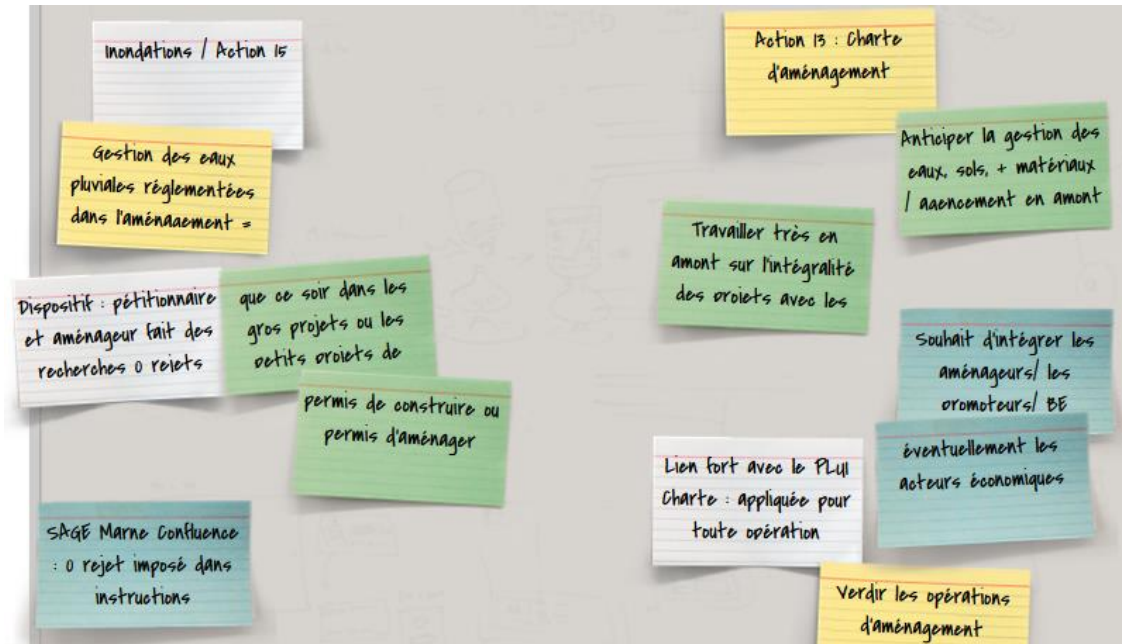 Inondations / Action 15
Gestion des eaux
pluviales réglementées
dans l'aménagement =
Dispositif : pétitionnaire
et aménageur fait des
recherches 0 rejets
que ce soir dans les
gros projets ou les
petits projets de
permis de construire ou
permis d'aménager
SAGE Marne Confluence
: 0 rejet imposé dans
instructions
Action 13 : Charte
d'aménagement
Anticiper la gestion des
eaux, sols, + matériaux
/ agencement en amont
Travailler très en
amont sur l'intégralité
des projets avec les
Souhait d'intégrer les
aménageurs/ les
promoteurs/ BE
éventuellement les
acteurs économiques
Lien fort avec le PLUI
Charte : appliquée pour
toute opération
Verdir les opérations
d'aménagement